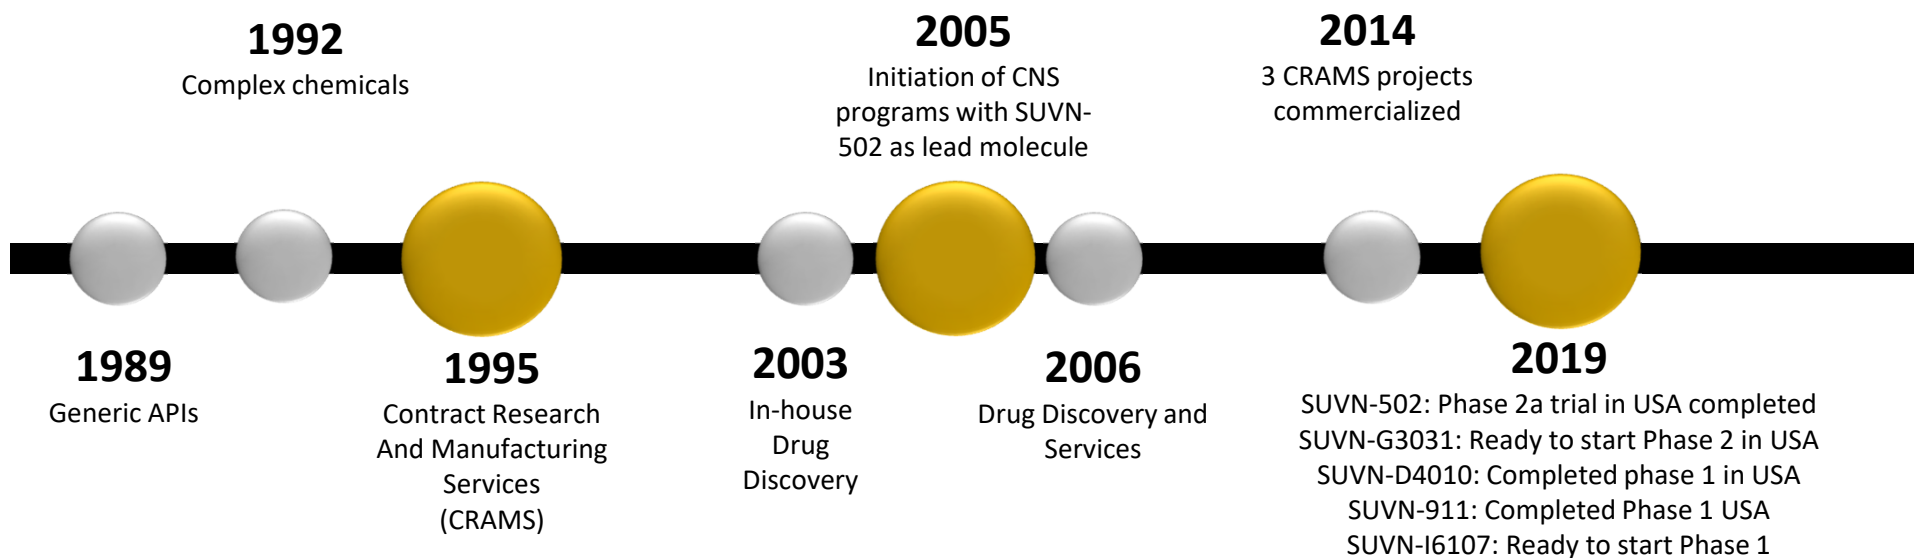 1992
Complex chemicals
2005
Initiation of CNS
programs with SUVN-
502 as lead molecule
2014
3 CRAMS projects
commercialized
1989
Generic APIs
1995
Contract Research
And Manufacturing
Services
(CRAMS)
2003
In-house
Drug
Discovery
2006
Drug Discovery and
Services
2019
SUVN-502: Phase 2a trial in USA completed
SUVN-G3031: Ready to start Phase 2 in USA
SUVN-D4010: Completed phase 1 in USA
SUVN-911: Completed Phase 1 USA
SUVN-I6107: Ready to start Phase 1